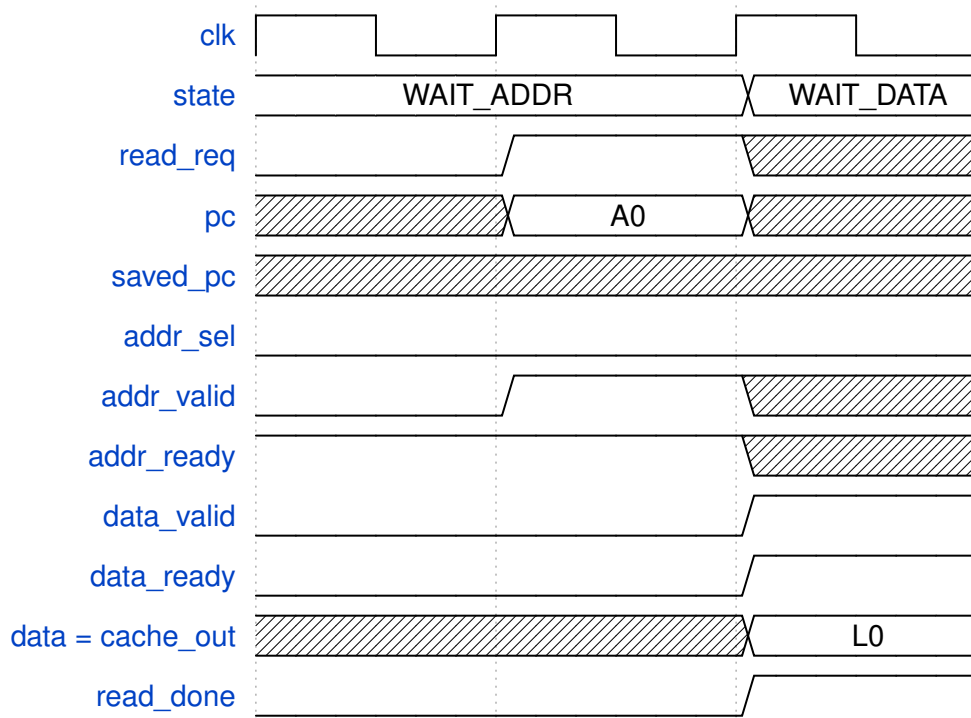 clk
state WAIT_ADDR WAIT_DATA
read_req
pc A0
saved_pc
addr_sel
addr_valid
addr_ready
data_valid
data_ready
data = cache_out L0
read_done